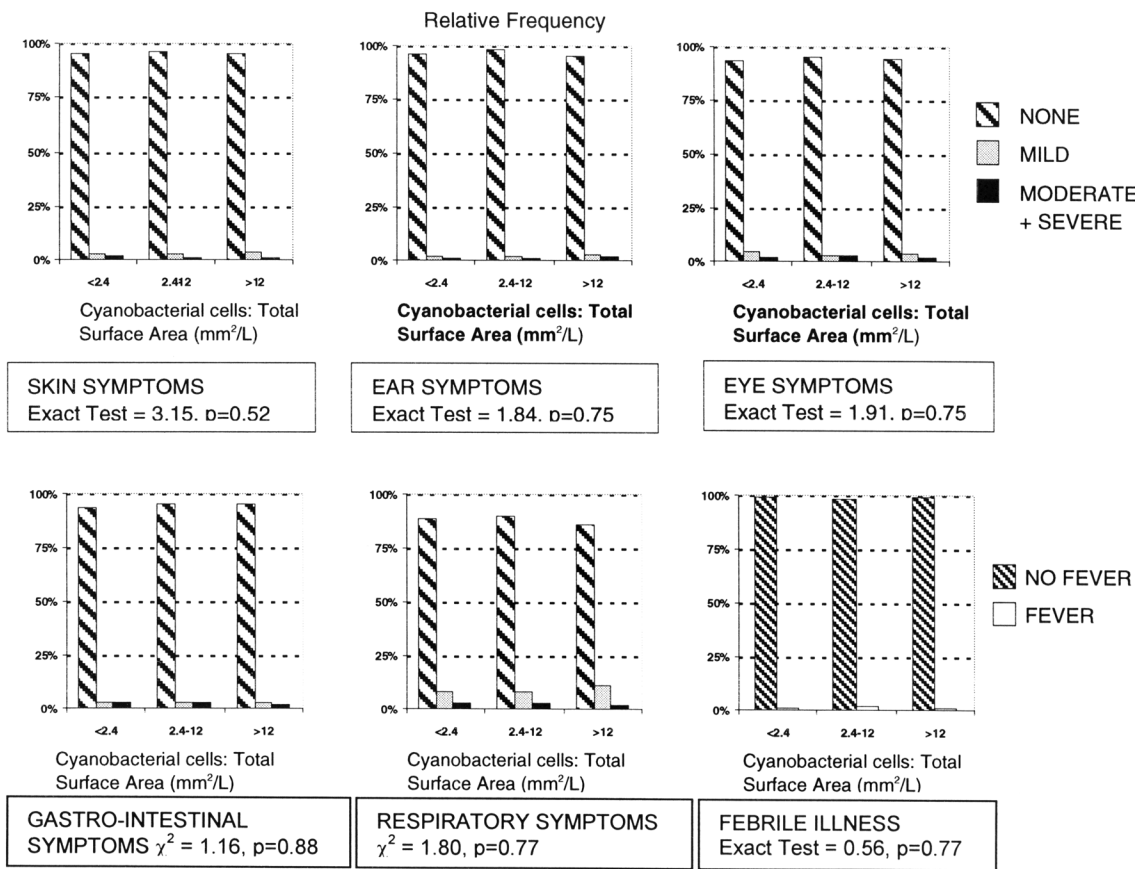 Relative Frequency
100%
75%
50%
25%
0%
<2.4
2.412
>12
Cyanobacterial cells: Total
Surface Area (mm²/L)
SKIN SYMPTOMS
Exact Test = 3.15, p=0.52
100%
75%
50%
25%
0%
<2.4
2.4-12
>12
Cyanobacterial cells: Total
Surface Area (mm²/L)
EAR SYMPTOMS
Exact Test = 1.84, p=0.75
100%
75%
50%
25%
0%
<2.4
2.4-12
>12
Cyanobacterial cells: Total
Surface Area (mm²/L)
EYE SYMPTOMS
Exact Test = 1.91, p=0.75
NONE
MILD
MODERATE
+ SEVERE
100%
75%
50%
25%
0%
<2.4
2.4-12
>12
Cyanobacterial cells: Total
Surface Area (mm²/L)
GASTRO-INTESTINAL
SYMPTOMS χ² = 1.16, p=0.88
100%
75%
50%
25%
0%
<2.4
2.4-12
>12
Cyanobacterial cells: Total
Surface Area (mm²/L)
RESPIRATORY SYMPTOMS
χ² = 1.80, p=0.77
100%
75%
50%
25%
0%
<2.4
2.4-12
>12
Cyanobacterial cells: Total
Surface Area (mm²/L)
FEBRILE ILLNESS
Exact Test = 0.56, p=0.77
NO FEVER
FEVER